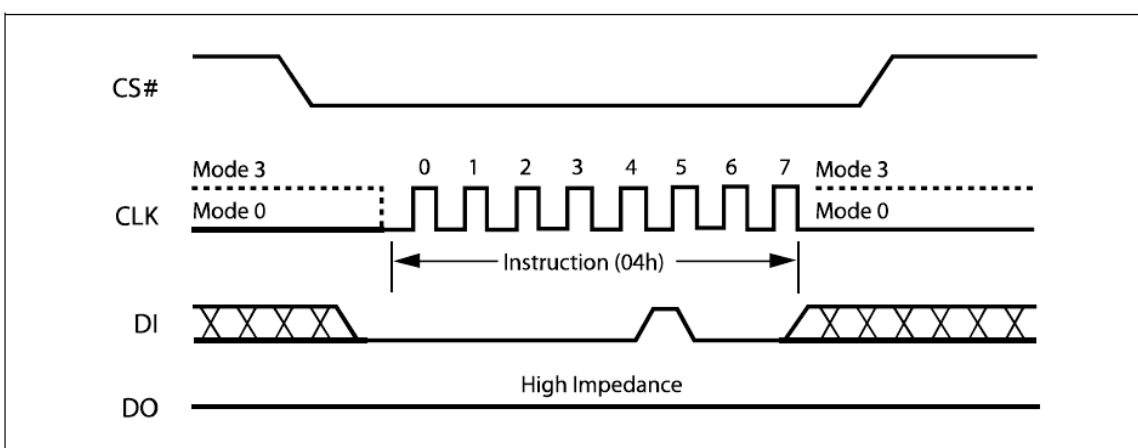 CS#
Mode 3 0 1 2 3 4 5 6 7 Mode 3
CLK Mode 0 Mode 0
Instruction (04h)
DI
High Impedance
DO